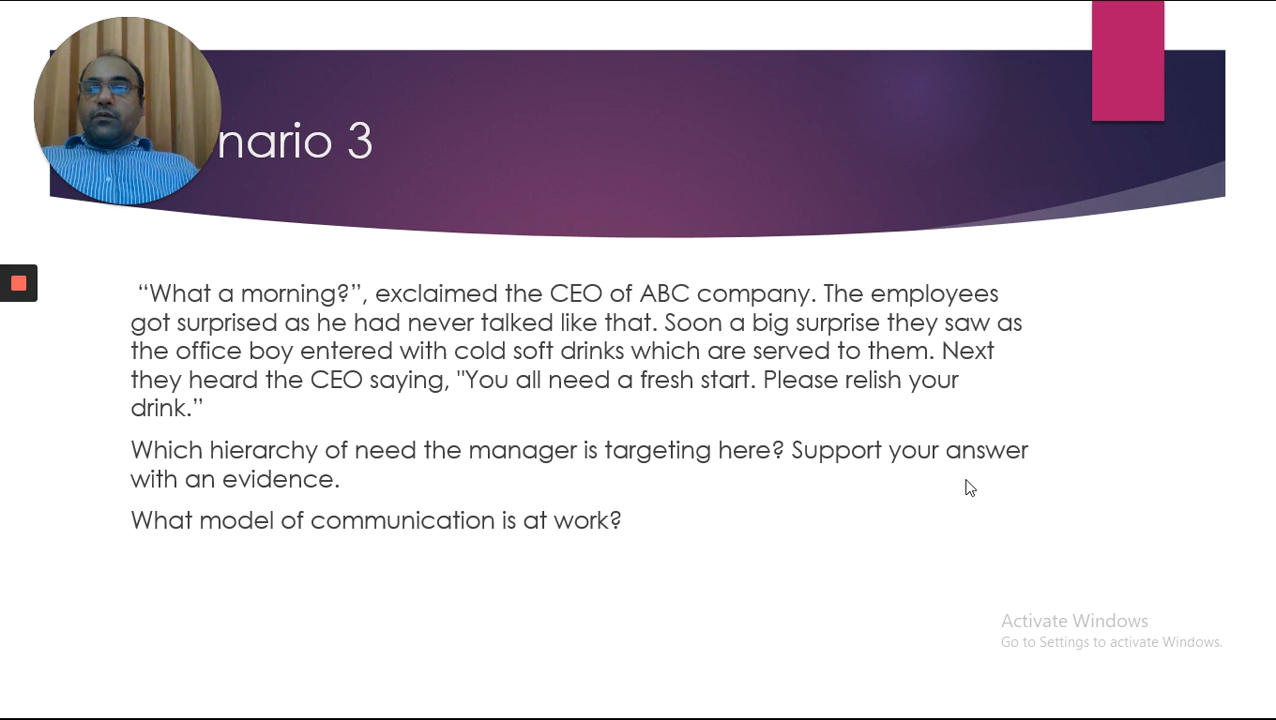 nario 3
“What a morning?”, exclaimed the CEO of ABC company. The employees
got surprised as he had never talked like that. Soon a big surprise they saw as
the office boy entered with cold soft drinks which are served to them. Next
they heard the CEO saying, "You all need a fresh start. Please relish your
drink.”
Which hierarchy of need the manager is targeting here? Support your answer
with an evidence.
What model of communication is at work?
Activate Windows
Go to Settings to activate Windows.